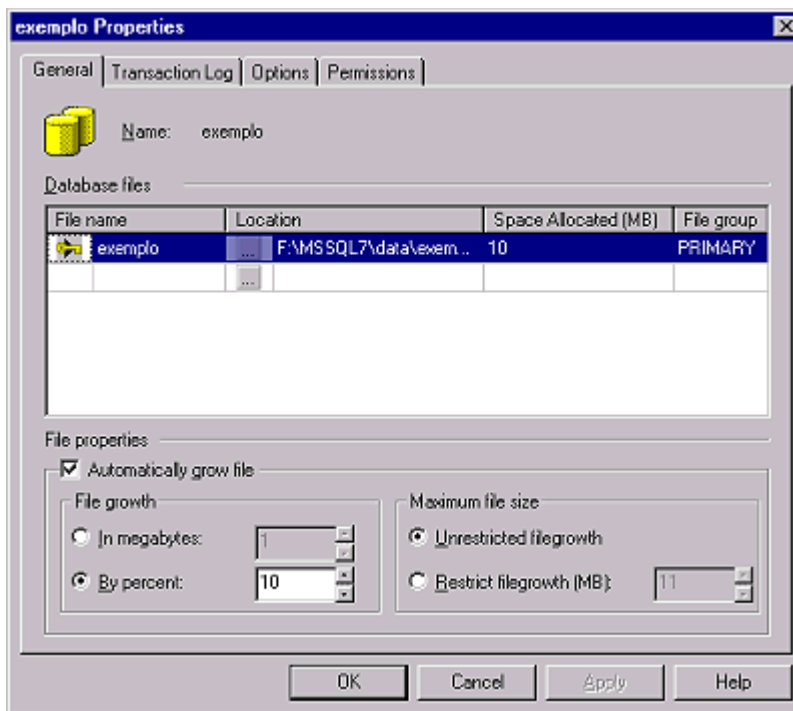 exemplo Properties
General Transaction Log Options Permissions
Name: exemplo
Database files
File name Location Space Allocated (MB) File group
exemplo ... F:\MSSQL7\data\exem... 10 PRIMARY
...
File properties
Automatically grow file
File growth Maximum file size
In megabytes: 1 Unrestricted filegrowth
By percent: 10 Restrict filegrowth (MB): 11
OK Cancel Apply Help